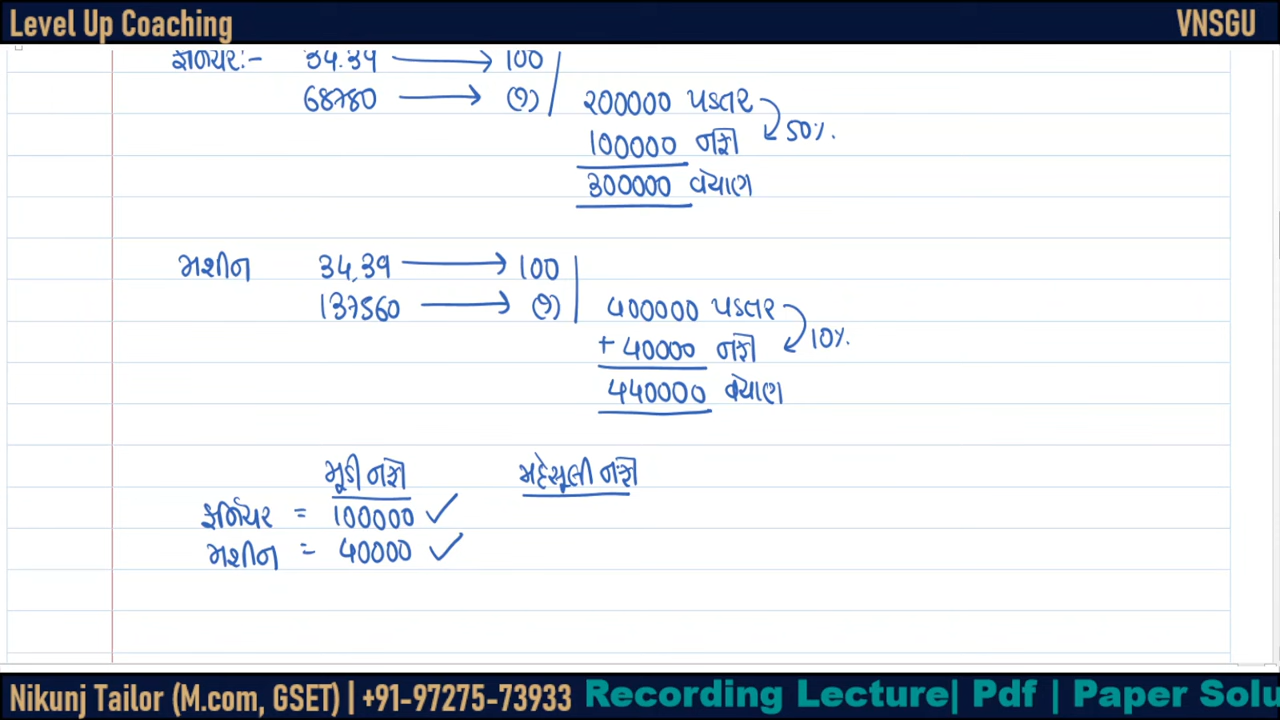 Level Up Coaching VNSGU
ફર્નિચર:- 34.39 → 100
68780 → (?) 200000 પડતર
100000 નફો 50%.
300000 વેચાણ
મશીન 34.39 → 100
137560 → (?) 400000 પડતર
+ 40000 નફો 10%.
440000 વેચાણ
મૂડી નફો મહેસૂલી નફો
ફર્નિચર = 100000 ✓
મશીન = 40000 ✓
Nikunj Tailor (M.com, GSET) | +91-97275-73933 Recording Lecture| Pdf | Paper Solu